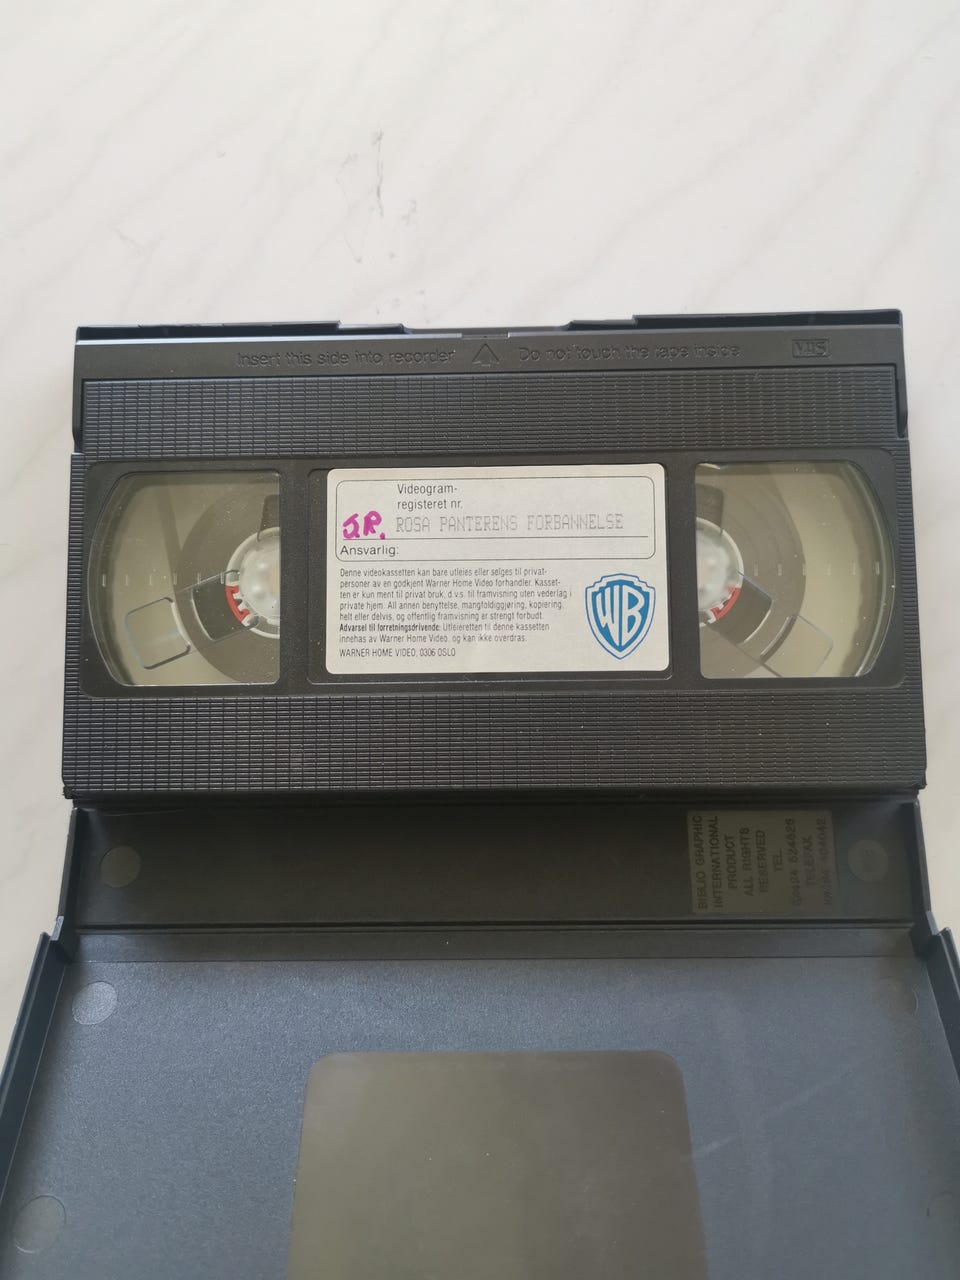 Insert this side into recorder Do not touch the tape inside VHS
Videogram-
registeret nr.
J.R. ROSA PANTERENS FORBANNELSE
Ansvarlig:
Denne videokassetten kan bare utleies eller selges til privat-
personer av en godkjent Warner Home Video forhandler. Kasset-
ten er kun ment til privat bruk, d.v.s. til framvisning uten vederlag i
private hjem. All annen benyttelse, mangfoldiggjøring, kopiering,
helt eller delvis, og offentlig framvisning er strengt forbudt.
Advarsel til forretningsdrivende: Utleieretten til denne kassetten
innehas av Warner Home Video, og kan ikke overdras.
WARNER HOME VIDEO, 0306 OSLO
WB
BIBLIO GRAPHIC
INTERNATIONAL
PRODUCT
ALL RIGHTS
RESERVED
TEL.
524626
TELEFAX